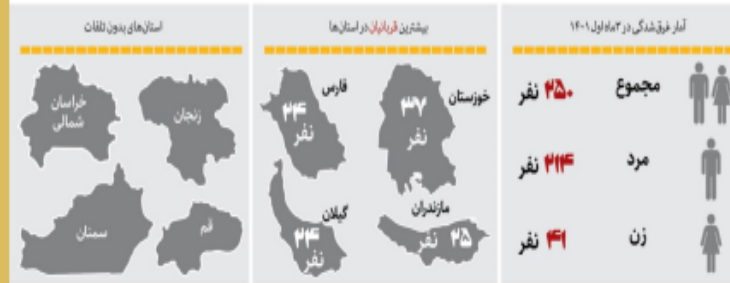 آمار غرق‌شدگی در ۳ماه اول ۱۴۰۱
مجموع ۲۵۰ نفر
مرد ۲۱۴ نفر
زن ۴۱ نفر
بیشترین قربانیان در استان‌ها
خوزستان
۳۷
نفر
فارس
۲۴
نفر
مازندران
۲۵ نفر
گیلان
۲۴
نفر
استان‌های بدون تلفات
زنجان
خراسان
شمالی
قم
سمنان